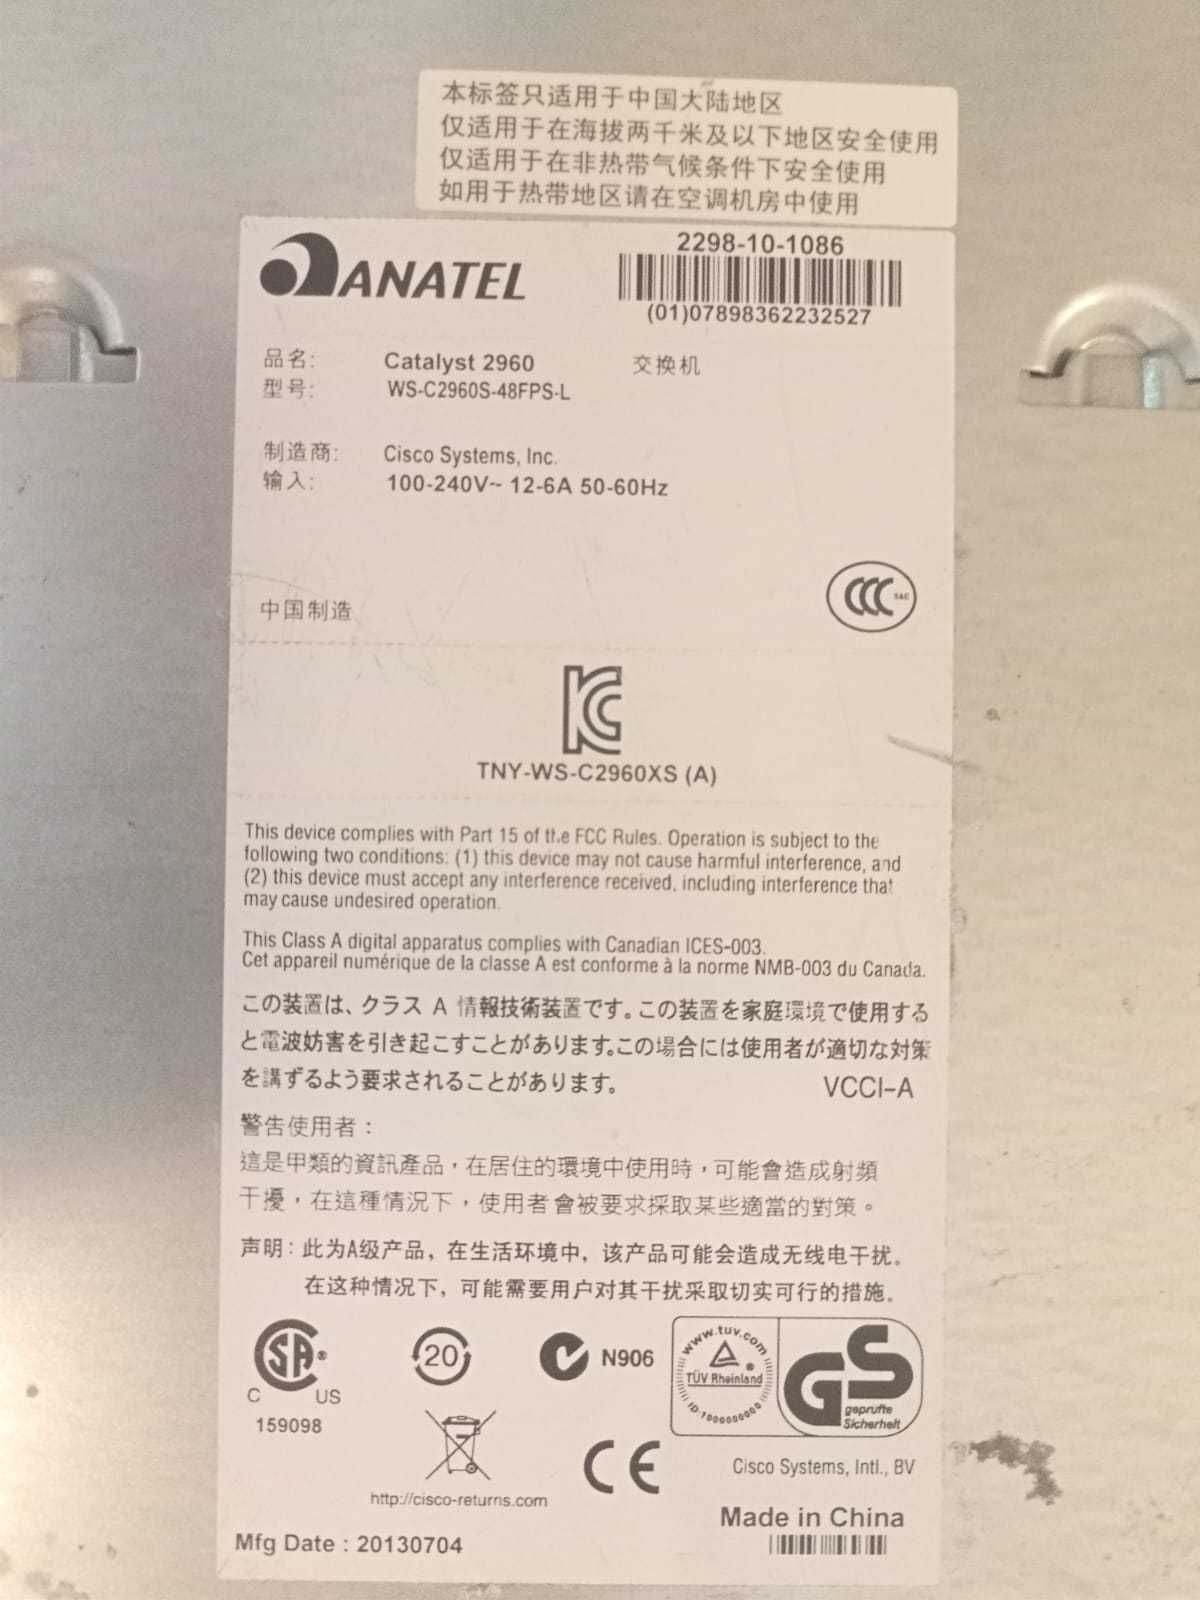 本标签只适用于中国大陆地区
仅适用于在海拔两千米及以下地区安全使用
仅适用于在非热带气候条件下安全使用
如用于热带地区请在空调机房中使用
ANATEL
2298-10-1086
(01)07898362232527
品名: Catalyst 2960 交换机
型号: WS-C2960S-48FPS-L
制造商: Cisco Systems, Inc.
输入: 100-240V~ 12-6A 50-60Hz
中国制造
CCC S&E
KC
TNY-WS-C2960XS (A)
This device complies with Part 15 of the FCC Rules. Operation is subject to the
following two conditions: (1) this device may not cause harmful interference, and
(2) this device must accept any interference received, including interference that
may cause undesired operation.
This Class A digital apparatus complies with Canadian ICES-003.
Cet appareil numérique de la classe A est conforme à la norme NMB-003 du Canada.
この装置は、クラス A 情報技術装置です。この装置を家庭環境で使用する
と電波妨害を引き起こすことがあります。この場合には使用者が適切な対策
を講ずるよう要求されることがあります。 VCCI-A
警告使用者：
這是甲類的資訊產品，在居住的環境中使用時，可能會造成射頻
干擾，在這種情況下，使用者會被要求採取某些適當的對策。
声明：此为A级产品，在生活环境中，该产品可能会造成无线电干扰。
在这种情况下，可能需要用户对其干扰采取切实可行的措施。
SA®
C US
159098
20
N906
www.tuv.com
TÜV Rheinland®
ID:1000000000
GS
geprüfte
Sicherheit
CE
http://cisco-returns.com
Cisco Systems, Intl., BV
Made in China
Mfg Date : 20130704